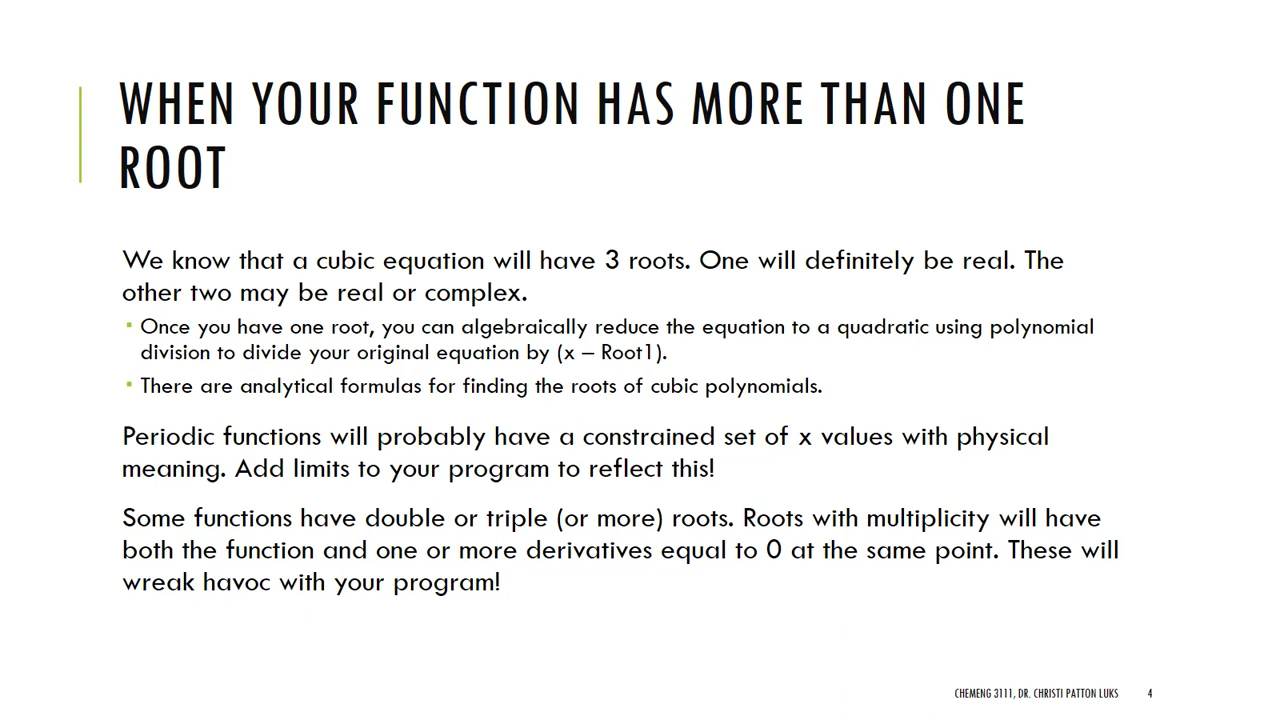 WHEN YOUR FUNCTION HAS MORE THAN ONE
ROOT
We know that a cubic equation will have 3 roots. One will definitely be real. The
other two may be real or complex.
▪ Once you have one root, you can algebraically reduce the equation to a quadratic using polynomial
division to divide your original equation by (x – Root1).
▪ There are analytical formulas for finding the roots of cubic polynomials.
Periodic functions will probably have a constrained set of x values with physical
meaning. Add limits to your program to reflect this!
Some functions have double or triple (or more) roots. Roots with multiplicity will have
both the function and one or more derivatives equal to 0 at the same point. These will
wreak havoc with your program!
CHEMENG 3111, DR. CHRISTI PATTON LUKS 4